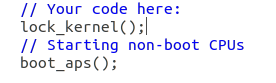 // Your code here:
lock_kernel();
// Starting non-boot CPUs
boot_aps();